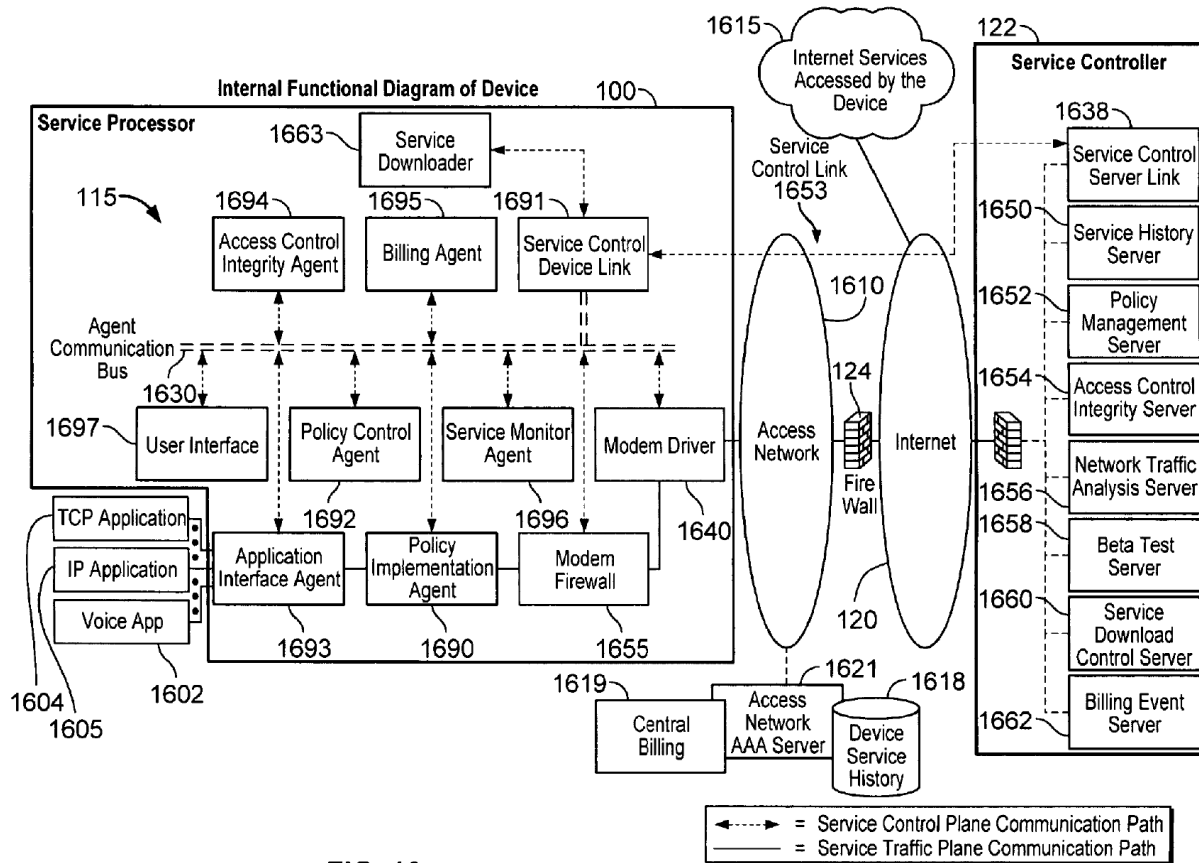 1615
122
Internet Services
Accessed by the
Device
Service Controller
Internal Functional Diagram of Device
100
Service Processor
1663
Service
Downloader
Service
Control Link
1653
1638
Service Control
Server Link
115
1694
Access Control
Integrity Agent
1695
Billing Agent
1691
Service Control
Device Link
1650
Service History
Server
1610
1652
Policy
Management
Server
Agent
Communication
Bus
1630
124
1654
Access Control
Integrity Server
1697
User Interface
Policy Control
Agent
Service Monitor
Agent
Modem Driver
Access
Network
Internet
Fire
Wall
1692
1696
1640
1656
Network Traffic
Analysis Server
TCP Application
IP Application
Voice App
Application
Interface Agent
Policy
Implementation
Agent
Modem
Firewall
1658
Beta Test
Server
1693
1690
1655
120
1660
Service
Download
Control Server
1604
1605
1602
1619
Central
Billing
1621
Access
Network
AAA Server
1618
Device
Service
History
1662
Billing Event
Server
= Service Control Plane Communication Path
= Service Traffic Plane Communication Path